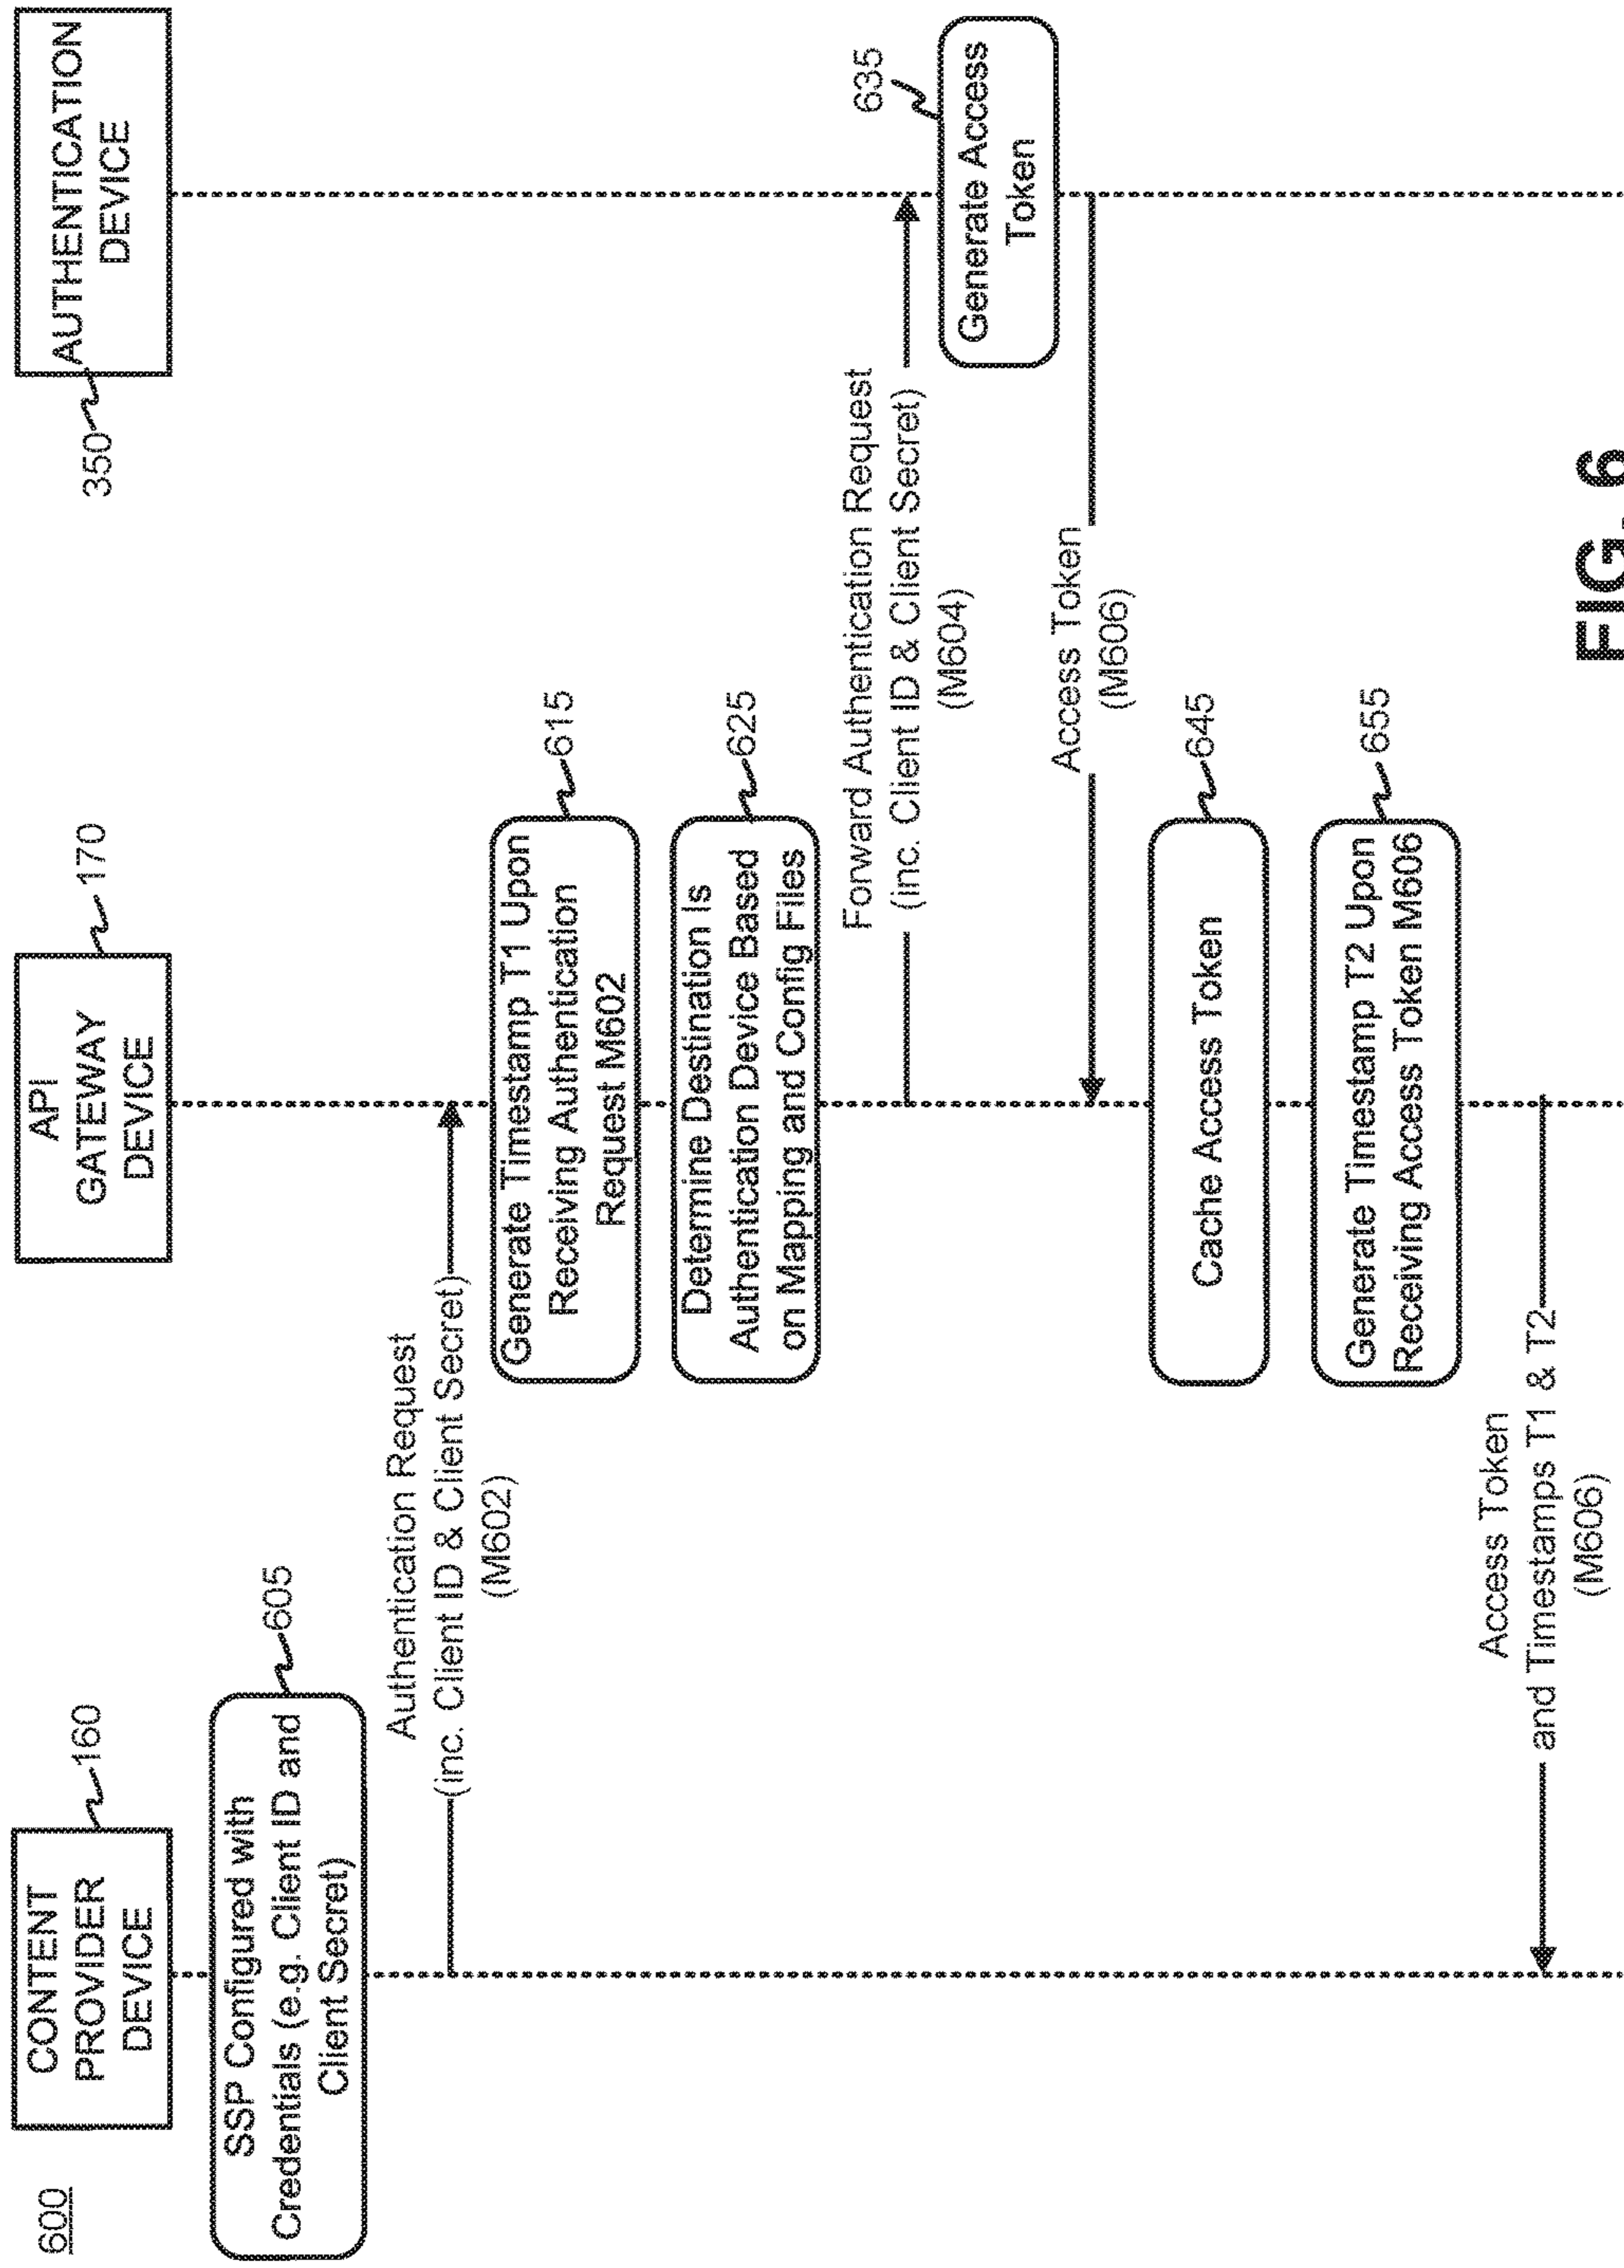 600
CONTENT
PROVIDER
DEVICE
160
API
GATEWAY
DEVICE
170
AUTHENTICATION
DEVICE
350
SSP Configured with
Credentials (e.g. Client ID and
Client Secret)
605
Authentication Request
(inc. Client ID & Client Secret)
(M602)
Generate Timestamp T1 Upon
Receiving Authentication
Request M602
615
Determine Destination Is
Authentication Device Based
on Mapping and Config Files
625
Forward Authentication Request
(inc. Client ID & Client Secret)
(M604)
Generate Access
Token
635
Access Token
(M606)
Cache Access Token
645
Generate Timestamp T2 Upon
Receiving Access Token M606
655
Access Token
and Timestamps T1 & T2
(M606)
FIG. 6